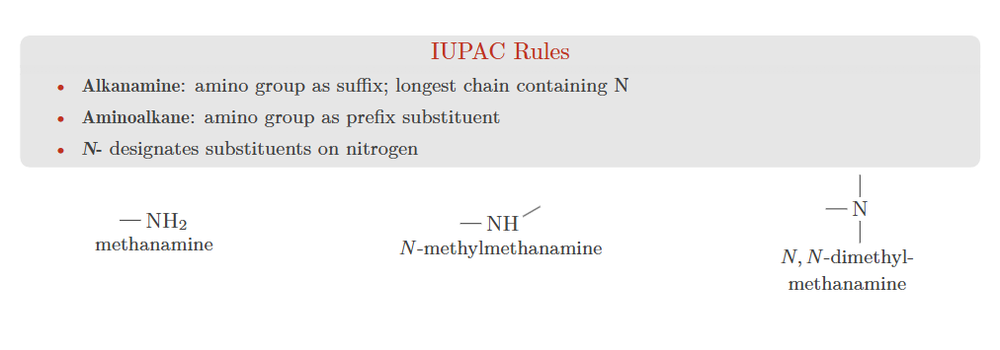 IUPAC Rules
• Alkanamine: amino group as suffix; longest chain containing N
• Aminoalkane: amino group as prefix substituent
• N- designates substituents on nitrogen
NH₂
methanamine
NH
N-methylmethanamine
N
N, N-dimethyl-
methanamine